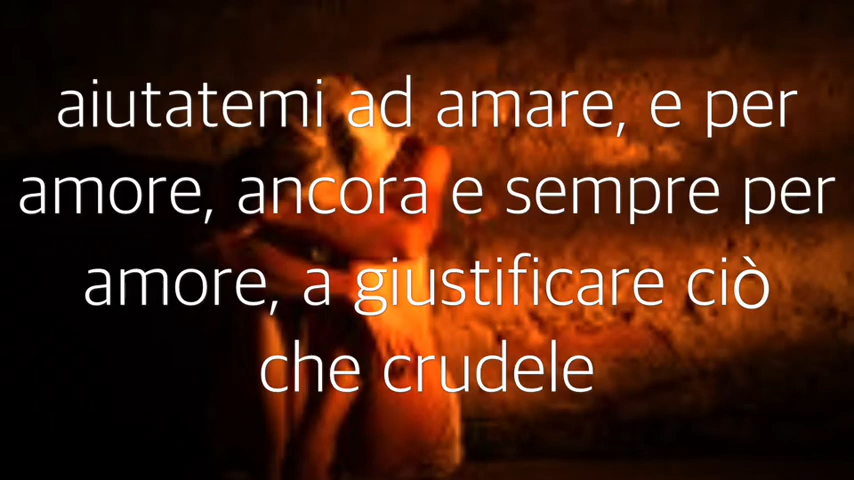 aiutatemi ad amare, e per
amore, ancora e sempre per
amore, a giustificare ciò
che crudele